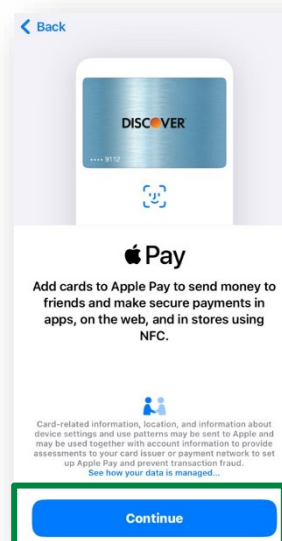 Back
DISCOVER
•••• 9112
Pay
Add cards to Apple Pay to send money to
friends and make secure payments in
apps, on the web, and in stores using
NFC.
Card-related information, location, and information about
device settings and use patterns may be sent to Apple and
may be used together with account information to provide
assessments to your card issuer or payment network to set
up Apple Pay and prevent transaction fraud.
See how your data is managed...
Continue